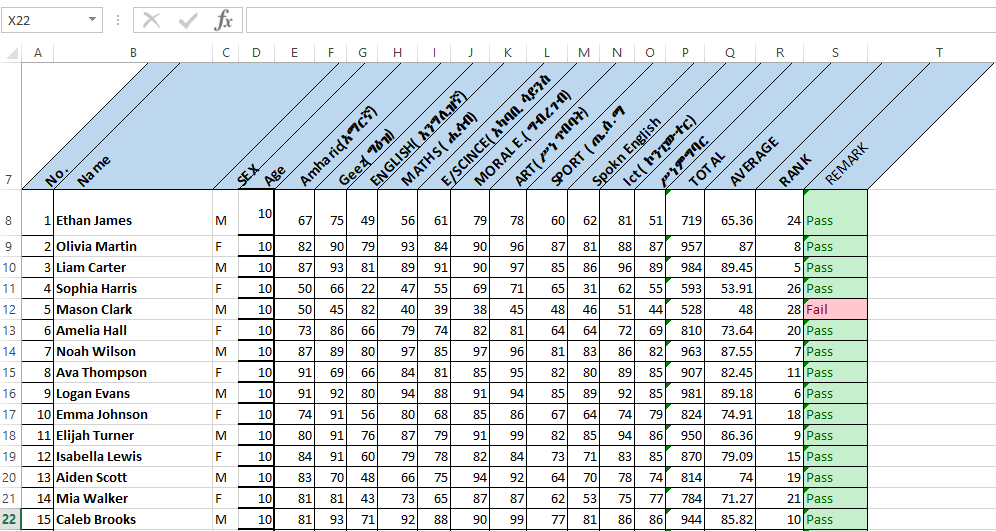 X22
fx
A B C D E F G H I J K L M N O P Q R S T
7 No. Name SEX Age Amharic(አማርኛ) Geez( ግዕዝ) ENGLISH( እንግሊዝኛ) MATHS( ሒሳብ) E/SCINCE( አካባቢ ሳይንስ MORAL E.( ግብረገብ) ART( ሥነ ጥበባት) SPORT ( ጤ.ሰ.ማ Spokn English Ict( ኮንፒውተር) ሥነምግባር TOTAL AVERAGE RANK REMARK
8 1 Ethan James M 10 67 75 49 56 61 79 78 60 62 81 51 719 65.36 24 Pass
9 2 Olivia Martin F 10 82 90 79 93 84 90 96 87 81 88 87 957 87 8 Pass
10 3 Liam Carter M 10 87 93 81 89 91 90 97 85 86 96 89 984 89.45 5 Pass
11 4 Sophia Harris F 10 50 66 22 47 55 69 71 65 31 62 55 593 53.91 26 Pass
12 5 Mason Clark M 10 50 45 82 40 39 38 45 48 46 51 44 528 48 28 Fail
13 6 Amelia Hall F 10 73 86 66 79 74 82 81 64 64 72 69 810 73.64 20 Pass
14 7 Noah Wilson M 10 87 89 80 97 85 97 96 81 83 86 82 963 87.55 7 Pass
15 8 Ava Thompson F 10 91 69 66 84 81 85 95 82 80 89 85 907 82.45 11 Pass
16 9 Logan Evans M 10 91 92 80 94 88 91 94 85 89 92 85 981 89.18 6 Pass
17 10 Emma Johnson F 10 74 91 56 80 68 85 86 67 64 74 79 824 74.91 18 Pass
18 11 Elijah Turner M 10 80 91 76 87 79 91 99 82 85 94 86 950 86.36 9 Pass
19 12 Isabella Lewis F 10 84 91 60 79 78 82 84 73 71 83 85 870 79.09 15 Pass
20 13 Aiden Scott M 10 83 70 48 66 75 94 92 64 70 78 74 814 74 19 Pass
21 14 Mia Walker F 10 81 81 43 73 65 87 87 62 53 75 77 784 71.27 21 Pass
22 15 Caleb Brooks M 10 81 93 71 92 88 90 99 77 81 86 86 944 85.82 10 Pass